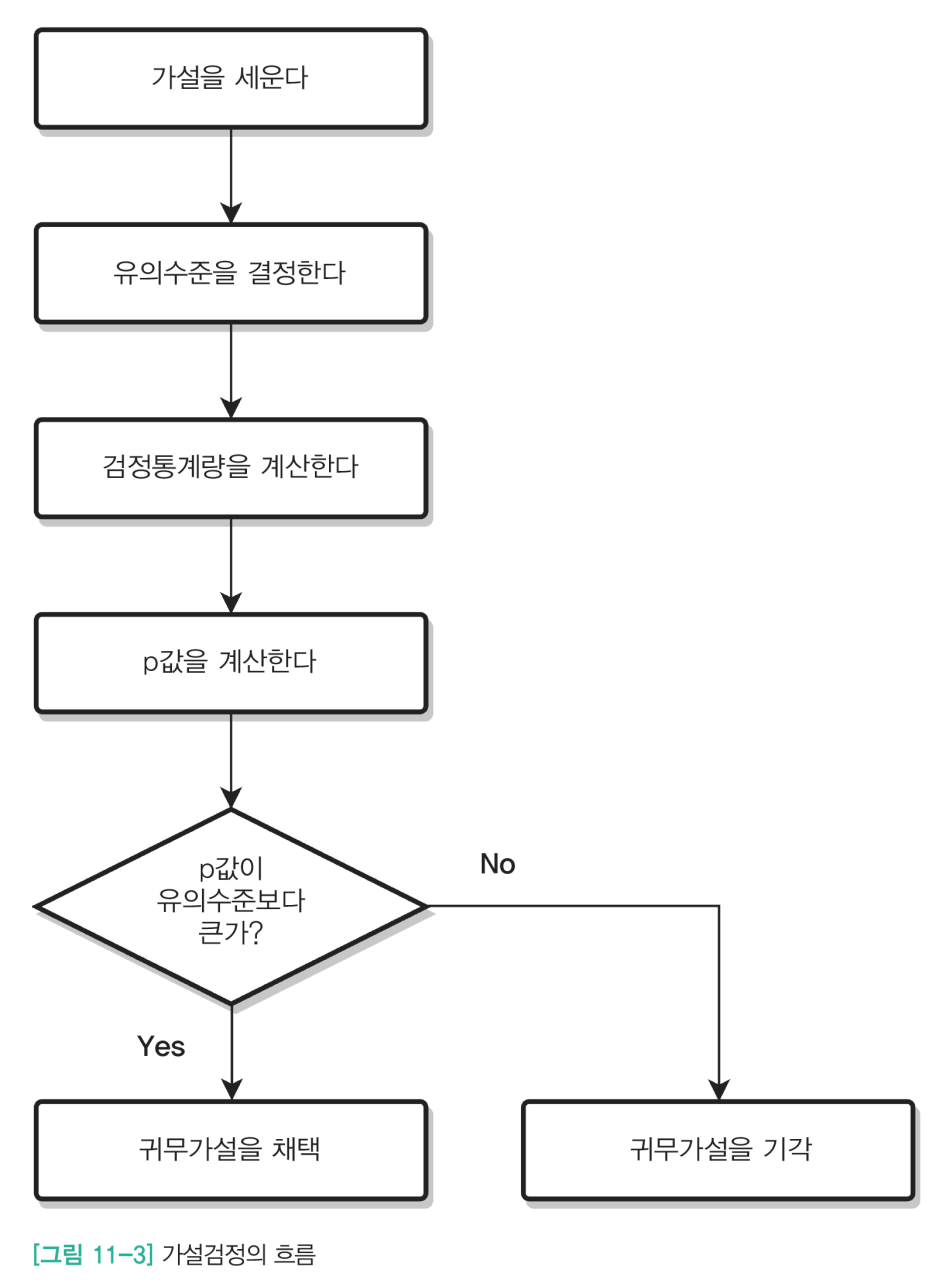 가설을 세운다
유의수준을 결정한다
검정통계량을 계산한다
p값을 계산한다
p값이
유의수준보다
큰가?
No
Yes
귀무가설을 채택
귀무가설을 기각
[그림 11-3] 가설검정의 흐름